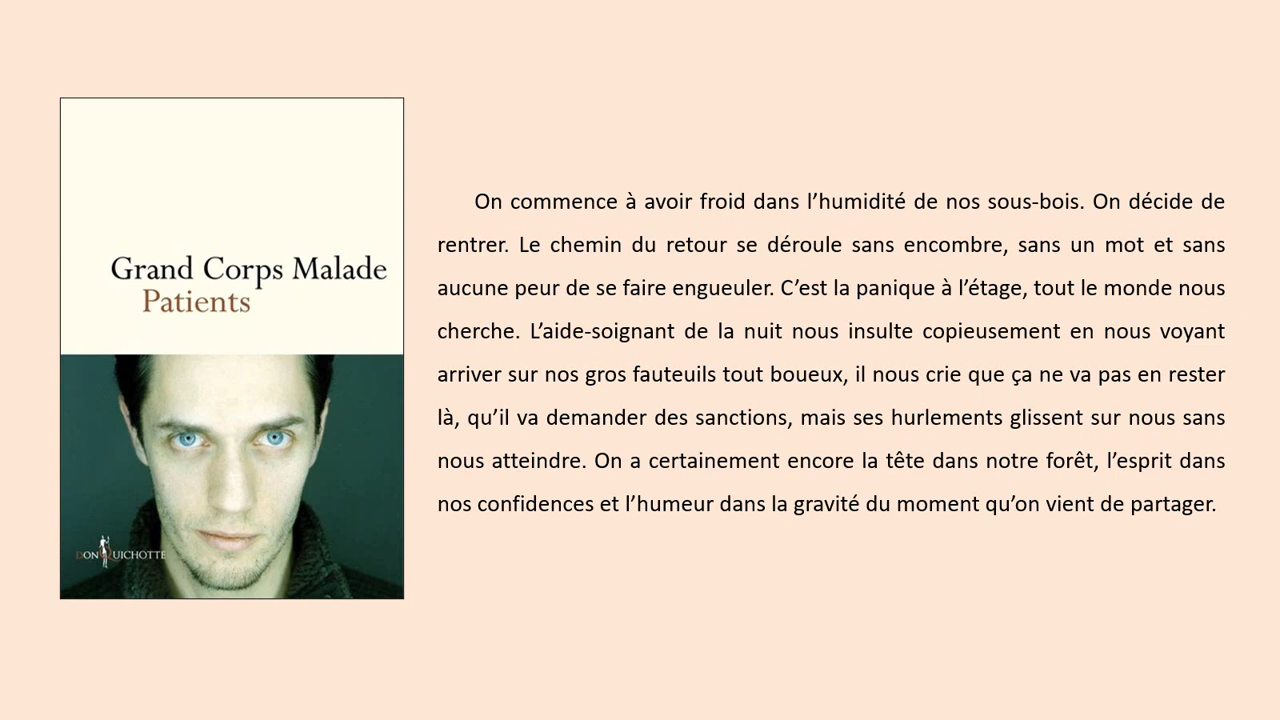 Grand Corps Malade
Patients
DON QUICHOTTE
On commence à avoir froid dans l’humidité de nos sous-bois. On décide de
rentrer. Le chemin du retour se déroule sans encombre, sans un mot et sans
aucune peur de se faire engueuler. C’est la panique à l’étage, tout le monde nous
cherche. L’aide-soignant de la nuit nous insulte copieusement en nous voyant
arriver sur nos gros fauteuils tout boueux, il nous crie que ça ne va pas en rester
là, qu’il va demander des sanctions, mais ses hurlements glissent sur nous sans
nous atteindre. On a certainement encore la tête dans notre forêt, l’esprit dans
nos confidences et l’humeur dans la gravité du moment qu’on vient de partager.